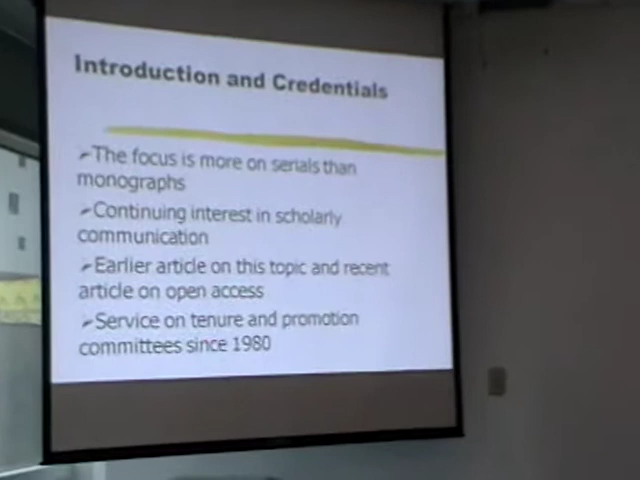 Introduction and Credentials
➢The focus is more on serials than
monographs
➢Continuing interest in scholarly
communication
➢Earlier article on this topic and recent
article on open access
➢Service on tenure and promotion
committees since 1980